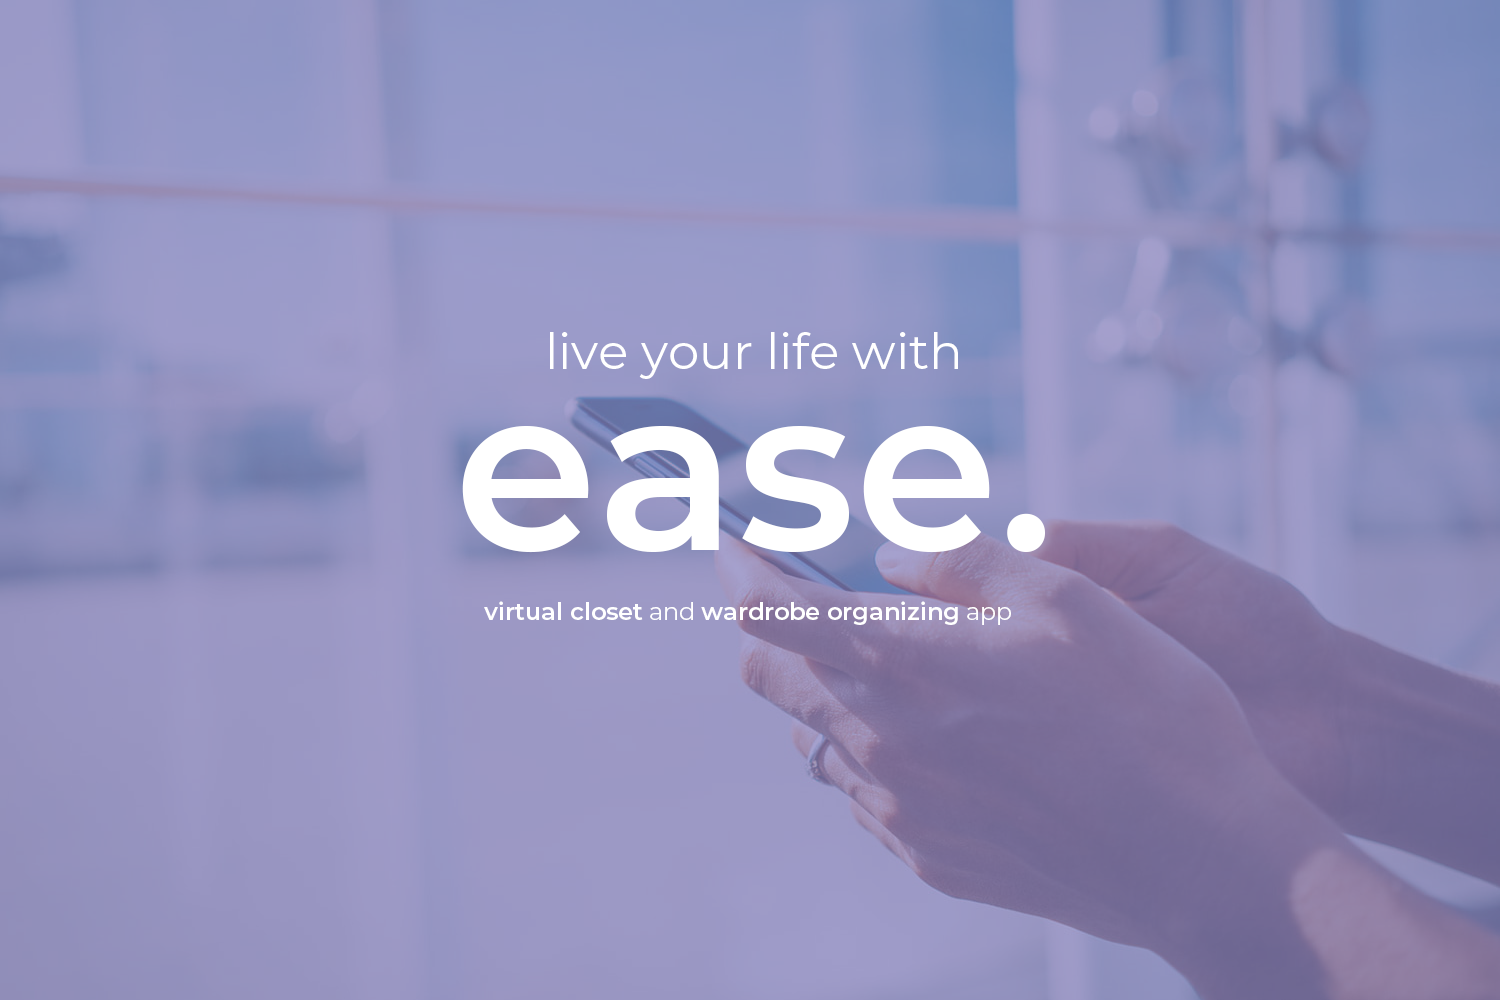 live your life with
ease.
virtual closet and wardrobe organizing app